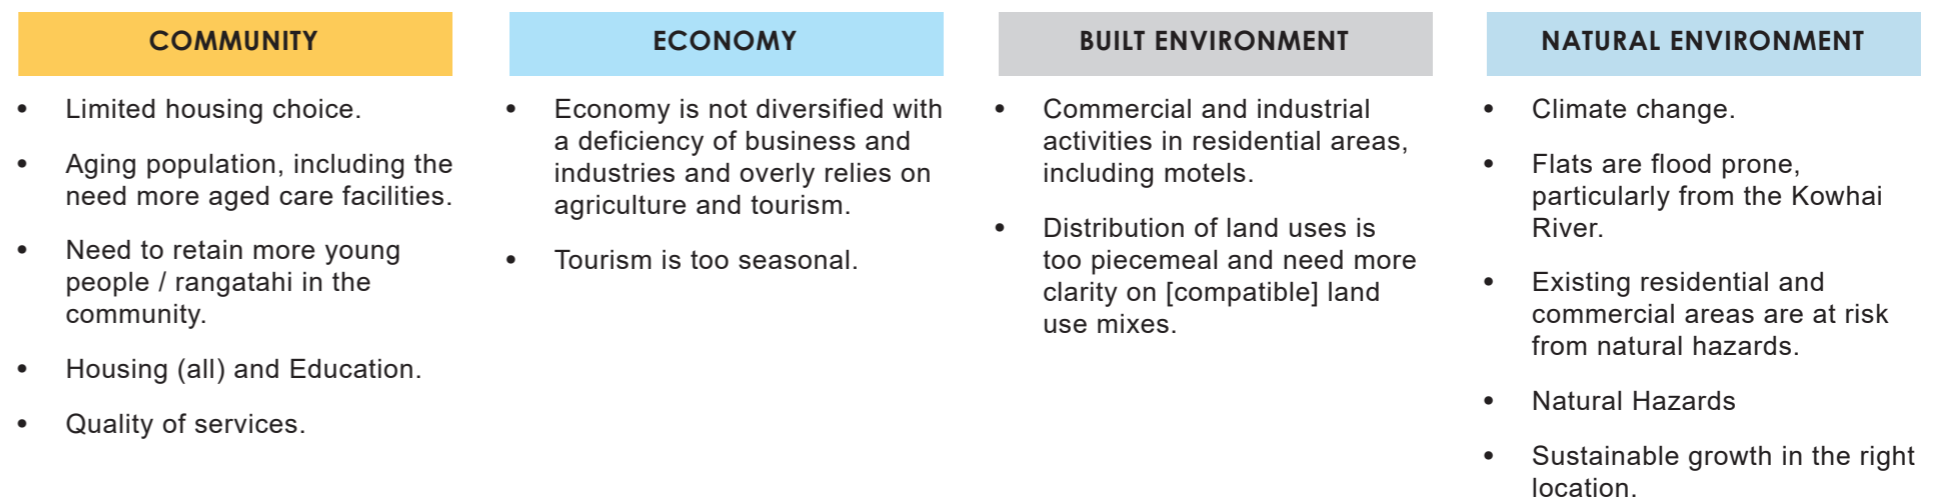 COMMUNITY
• Limited housing choice.
• Aging population, including the
need more aged care facilities.
• Need to retain more young
people / rangatahi in the
community.
• Housing (all) and Education.
• Quality of services.
ECONOMY
• Economy is not diversified with
a deficiency of business and
industries and overly relies on
agriculture and tourism.
• Tourism is too seasonal.
BUILT ENVIRONMENT
• Commercial and industrial
activities in residential areas,
including motels.
• Distribution of land uses is
too piecemeal and need more
clarity on [compatible] land
use mixes.
NATURAL ENVIRONMENT
• Climate change.
• Flats are flood prone,
particularly from the Kowhai
River.
• Existing residential and
commercial areas are at risk
from natural hazards.
• Natural Hazards
• Sustainable growth in the right
location.